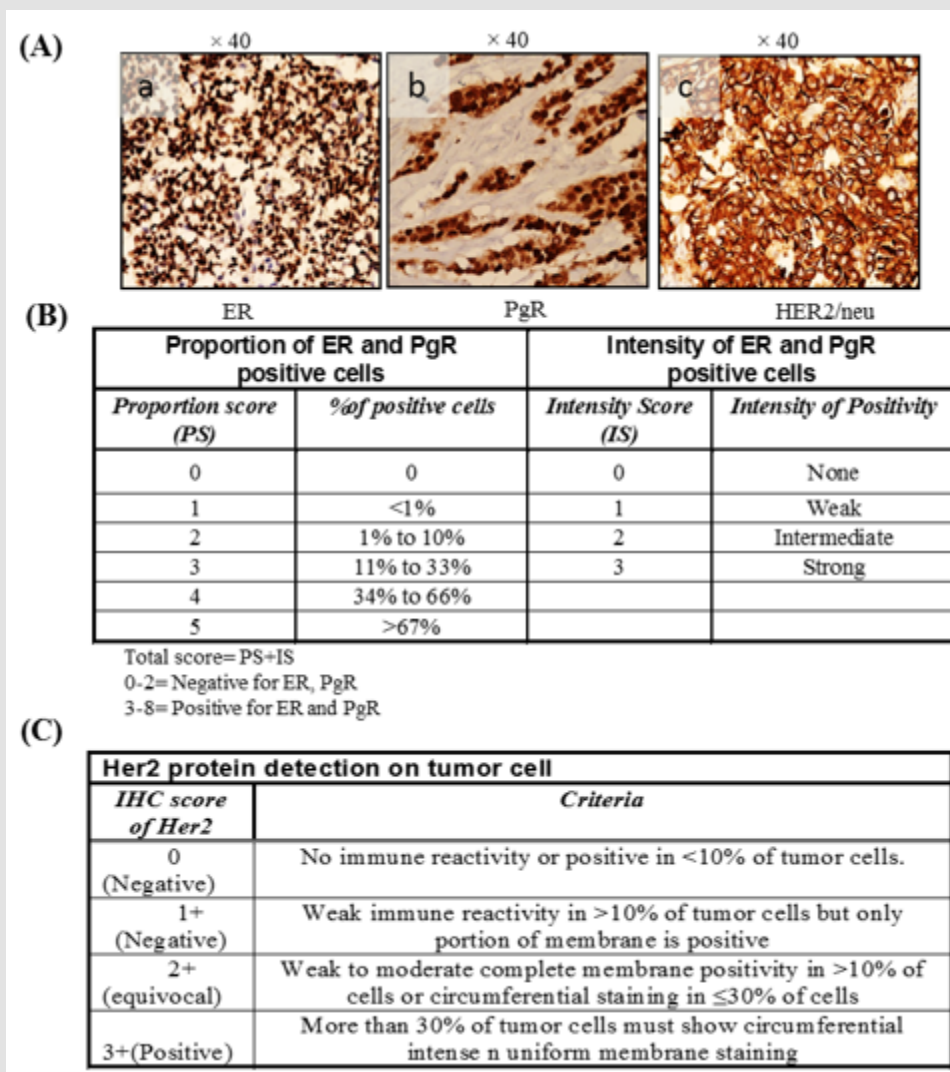 (A)
× 40 × 40 × 40
a b c
ER PgR HER2/neu
(B)
Proportion of ER and PgR positive cells Intensity of ER and PgR positive cells
Proportion score (PS) %of positive cells Intensity Score (IS) Intensity of Positivity
0 0 0 None
1 <1% 1 Weak
2 1% to 10% 2 Intermediate
3 11% to 33% 3 Strong
4 34% to 66%
5 >67%
Total score= PS+IS
0-2= Negative for ER, PgR
3-8= Positive for ER and PgR
(C)
Her2 protein detection on tumor cell
IHC score of Her2 Criteria
0 (Negative) No immune reactivity or positive in <10% of tumor cells.
1+ (Negative) Weak immune reactivity in >10% of tumor cells but only portion of membrane is positive
2+ (equivocal) Weak to moderate complete membrane positivity in >10% of cells or circumferential staining in ≤30% of cells
3+(Positive) More than 30% of tumor cells must show circumferential intense n uniform membrane staining